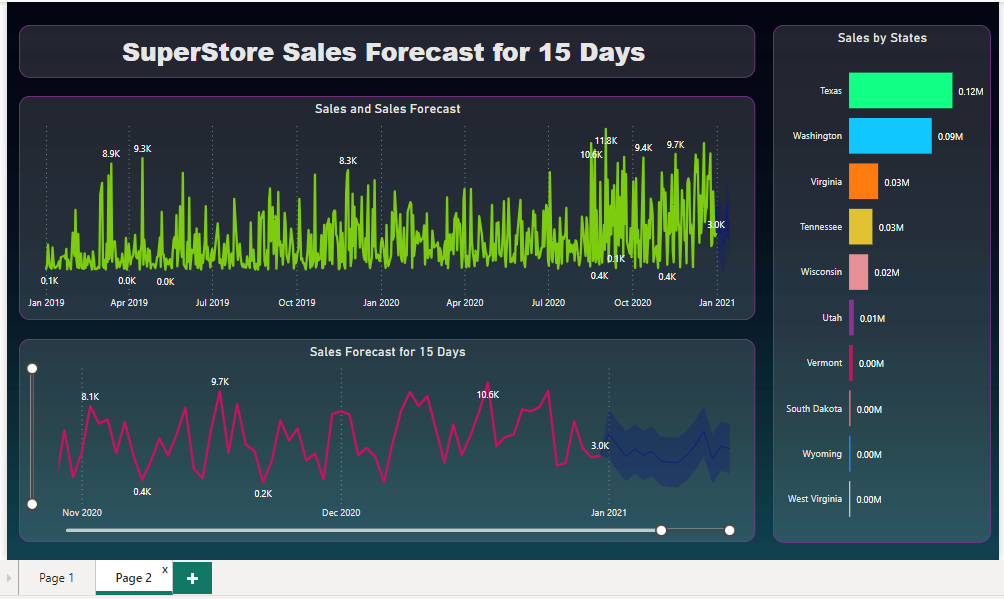 SuperStore Sales Forecast for 15 Days
Sales and Sales Forecast
8.9K
9.3K
8.3K
10.6K
11.8K
9.4K
9.7K
3.0K
0.1K
0.0K
0.0K
0.4K
0.1K
0.4K
Jan 2019
Apr 2019
Jul 2019
Oct 2019
Jan 2020
Apr 2020
Jul 2020
Oct 2020
Jan 2021
Sales Forecast for 15 Days
8.1K
9.7K
10.6K
3.0K
0.4K
0.2K
Nov 2020
Dec 2020
Jan 2021
Sales by States
Texas 0.12M
Washington 0.09M
Virginia 0.03M
Tennessee 0.03M
Wisconsin 0.02M
Utah 0.01M
Vermont 0.00M
South Dakota 0.00M
Wyoming 0.00M
West Virginia 0.00M
Page 1
Page 2
x
+